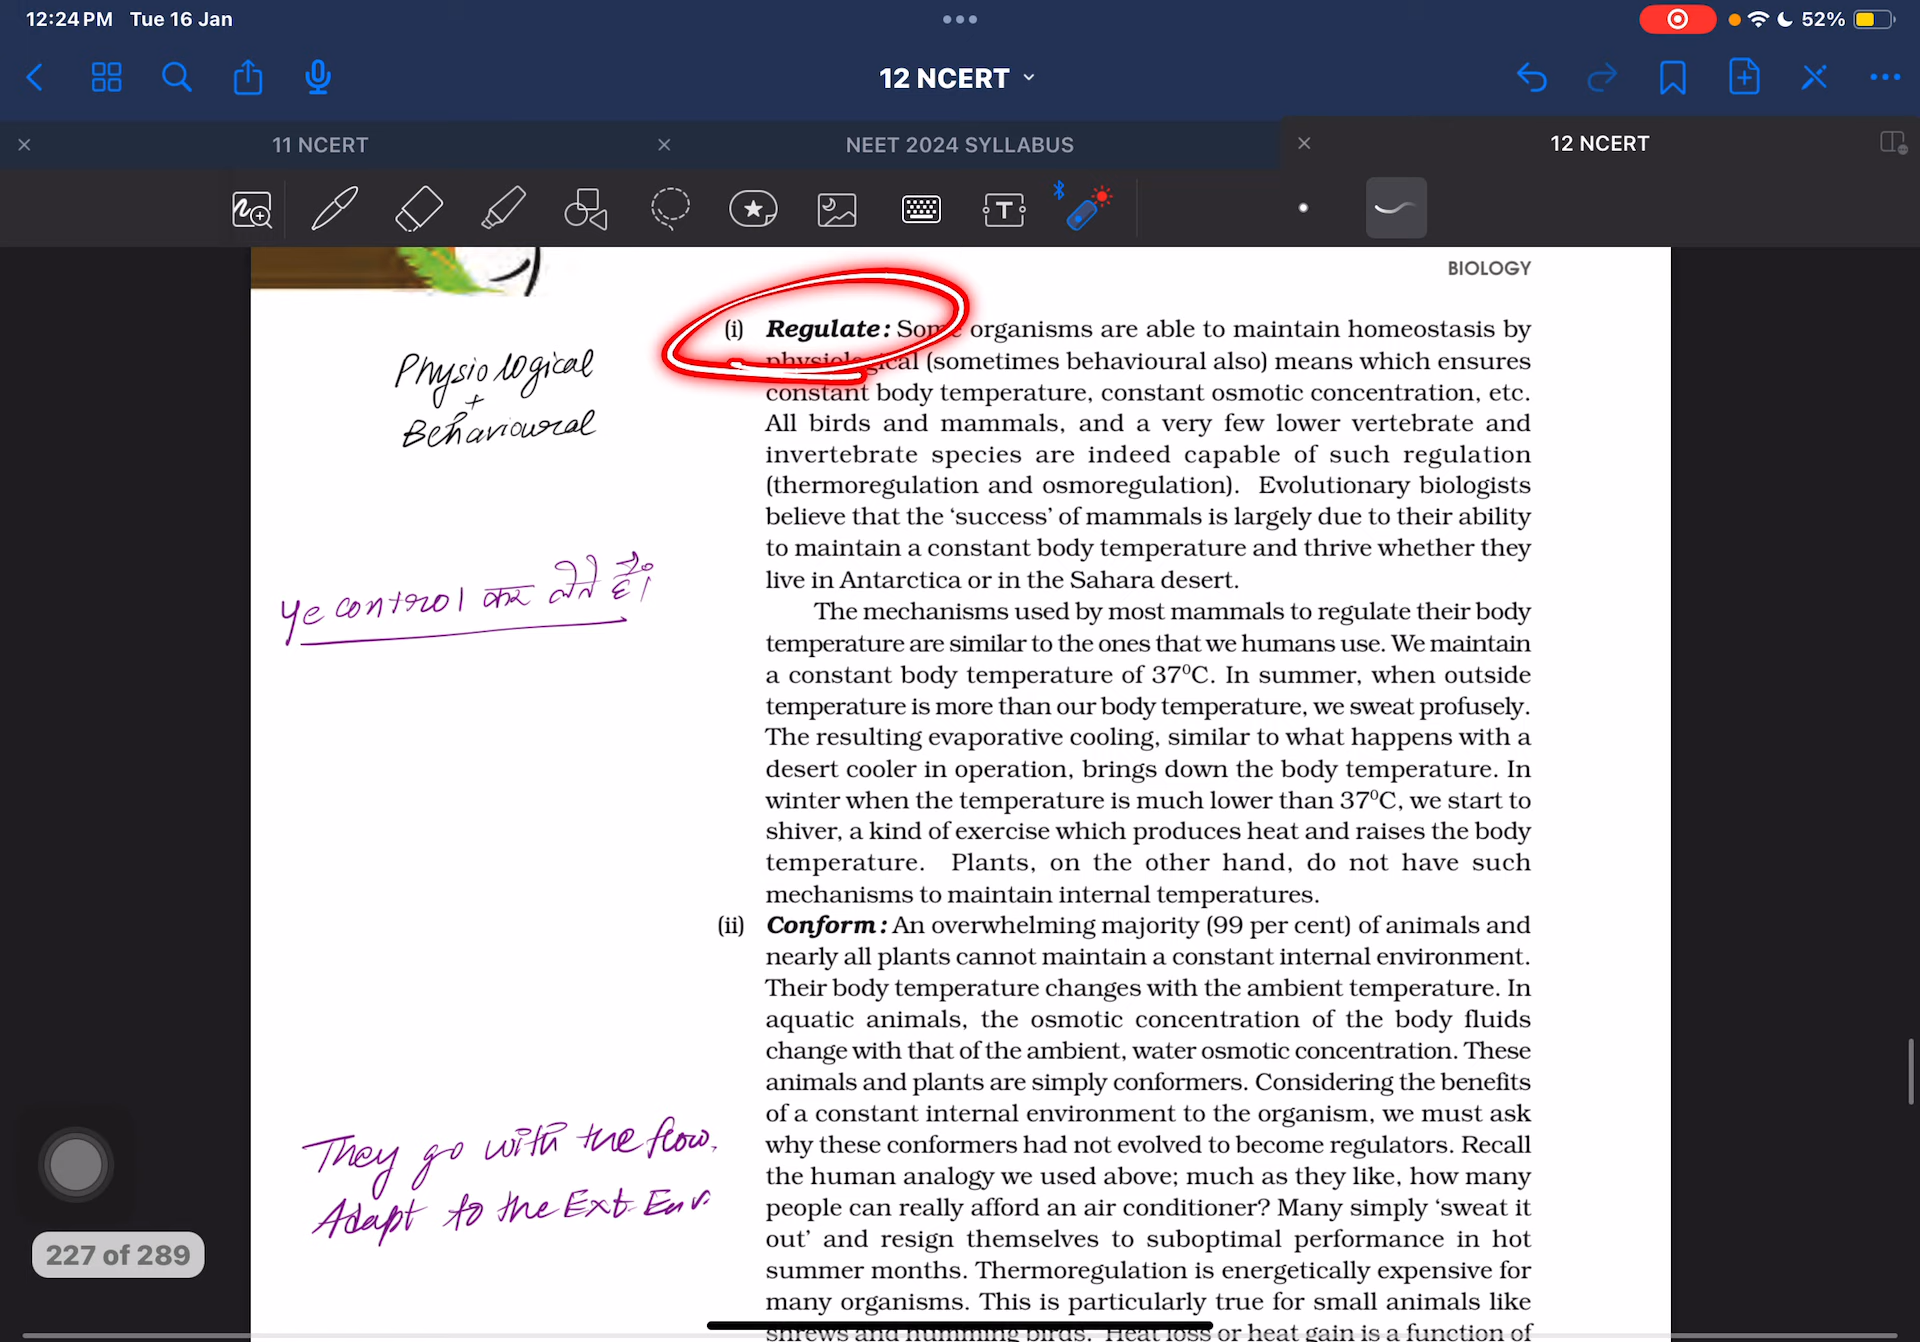 12:24 PM Tue 16 Jan
52%
12 NCERT
11 NCERT
NEET 2024 SYLLABUS
12 NCERT
BIOLOGY
(i) Regulate: Some organisms are able to maintain homeostasis by
physiological (sometimes behavioural also) means which ensures
constant body temperature, constant osmotic concentration, etc.
All birds and mammals, and a very few lower vertebrate and
invertebrate species are indeed capable of such regulation
(thermoregulation and osmoregulation). Evolutionary biologists
believe that the ‘success’ of mammals is largely due to their ability
to maintain a constant body temperature and thrive whether they
live in Antarctica or in the Sahara desert.
The mechanisms used by most mammals to regulate their body
temperature are similar to the ones that we humans use. We maintain
a constant body temperature of 37⁰C. In summer, when outside
temperature is more than our body temperature, we sweat profusely.
The resulting evaporative cooling, similar to what happens with a
desert cooler in operation, brings down the body temperature. In
winter when the temperature is much lower than 37⁰C, we start to
shiver, a kind of exercise which produces heat and raises the body
temperature. Plants, on the other hand, do not have such
mechanisms to maintain internal temperatures.
(ii) Conform: An overwhelming majority (99 per cent) of animals and
nearly all plants cannot maintain a constant internal environment.
Their body temperature changes with the ambient temperature. In
aquatic animals, the osmotic concentration of the body fluids
change with that of the ambient, water osmotic concentration. These
animals and plants are simply conformers. Considering the benefits
of a constant internal environment to the organism, we must ask
why these conformers had not evolved to become regulators. Recall
the human analogy we used above; much as they like, how many
people can really afford an air conditioner? Many simply ‘sweat it
out’ and resign themselves to suboptimal performance in hot
summer months. Thermoregulation is energetically expensive for
many organisms. This is particularly true for small animals like
shrews and humming birds. Heat loss or heat gain is a function of
Physiological
+
Behavioural
ye control कर लेते हैं।
They go with the flow.
Adapt to the Ext. Env.
227 of 289